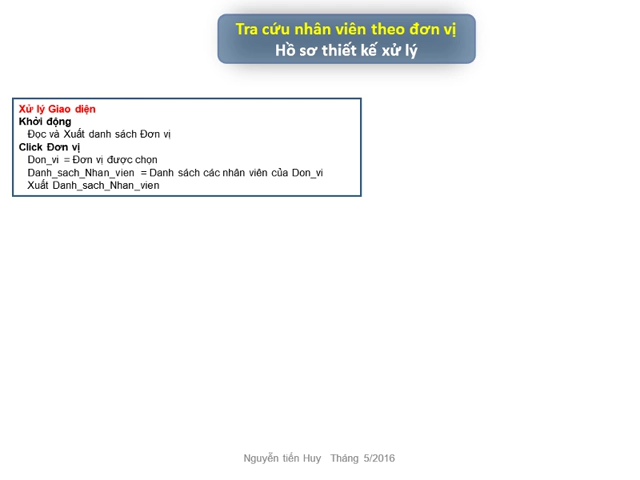 Tra cứu nhân viên theo đơn vị
Hồ sơ thiết kế xử lý
Xử lý Giao diện
Khởi động
Đọc và Xuất danh sách Đơn vị
Click Đơn vị
Don_vi = Đơn vị được chọn
Danh_sach_Nhan_vien = Danh sách các nhân viên của Don_vi
Xuất Danh_sach_Nhan_vien
Nguyễn tiến Huy Tháng 5/2016